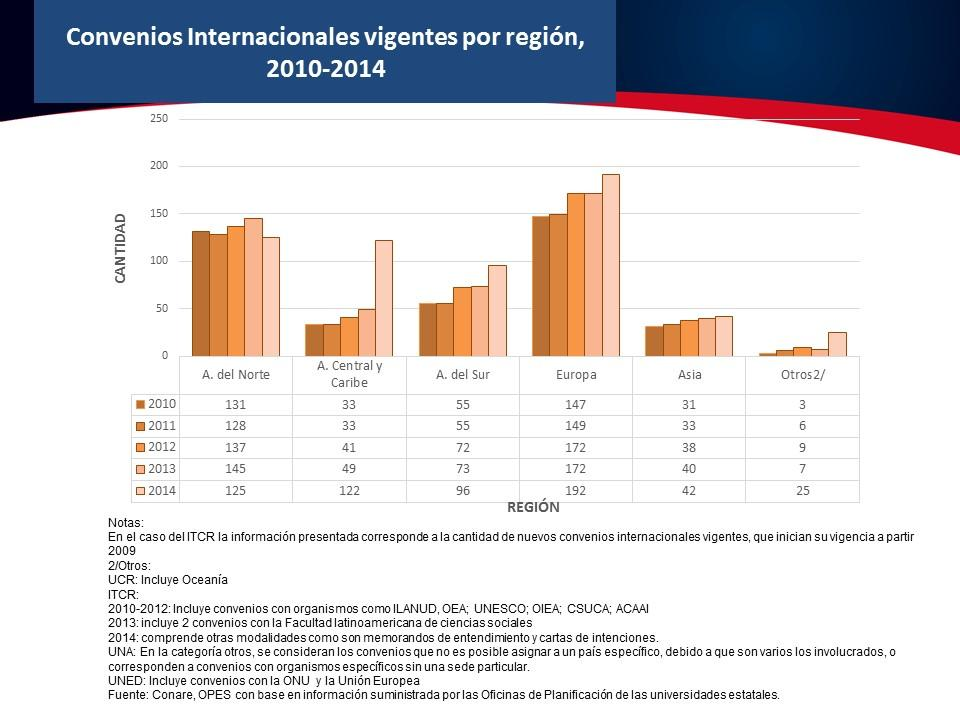 Convenios Internacionales vigentes por región,
2010-2014
250
200
150
100
50
0
CANTIDAD
A. del Norte A. Central y Caribe A. del Sur Europa Asia Otros2/
2010 131 33 55 147 31 3
2011 128 33 55 149 33 6
2012 137 41 72 172 38 9
2013 145 49 73 172 40 7
2014 125 122 96 192 42 25
REGIÓN
Notas:
En el caso del ITCR la información presentada corresponde a la cantidad de nuevos convenios internacionales vigentes, que inician su vigencia a partir
2009
2/Otros:
UCR: Incluye Oceanía
ITCR:
2010-2012: Incluye convenios con organismos como ILANUD, OEA; UNESCO; OIEA; CSUCA; ACAAI
2013: incluye 2 convenios con la Facultad latinoamericana de ciencias sociales
2014: comprende otras modalidades como son memorandos de entendimiento y cartas de intenciones.
UNA: En la categoría otros, se consideran los convenios que no es posible asignar a un país específico, debido a que son varios los involucrados, o
corresponden a convenios con organismos específicos sin una sede particular.
UNED: Incluye convenios con la ONU y la Unión Europea
Fuente: Conare, OPES con base en información suministrada por las Oficinas de Planificación de las universidades estatales.